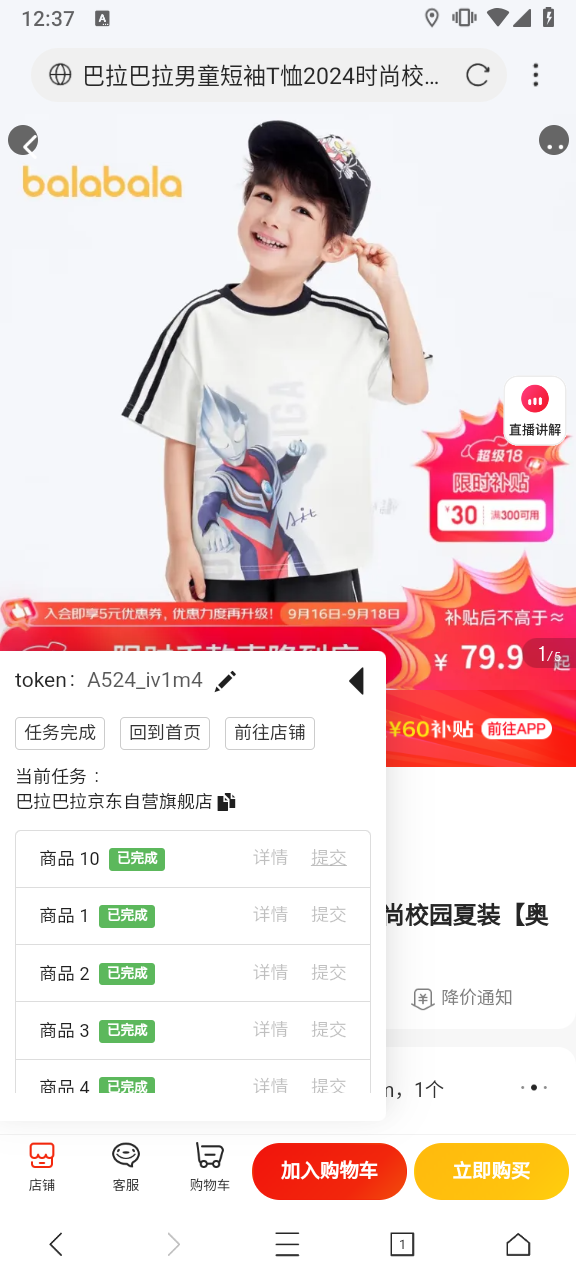 12:37
巴拉巴拉男童短袖T恤2024时尚校...
balabala
直播讲解
超级18
限时补贴
¥30 满300可用
入会即享5元优惠券，优惠力度再升级！ 9月16日-9月18日
补贴后不高于≈
¥ 79.9 起
1/5
token： A524_iv1m4
任务完成 回到首页 前往店铺
¥60补贴 前往APP
当前任务：
巴拉巴拉京东自营旗舰店
商品 10 已完成 详情 提交
商品 1 已完成 详情 提交
尚校园夏装【奥
商品 2 已完成 详情 提交
降价通知
商品 3 已完成 详情 提交
商品 4 已完成 详情 提交
m，1个
店铺 客服 购物车 加入购物车 立即购买
1